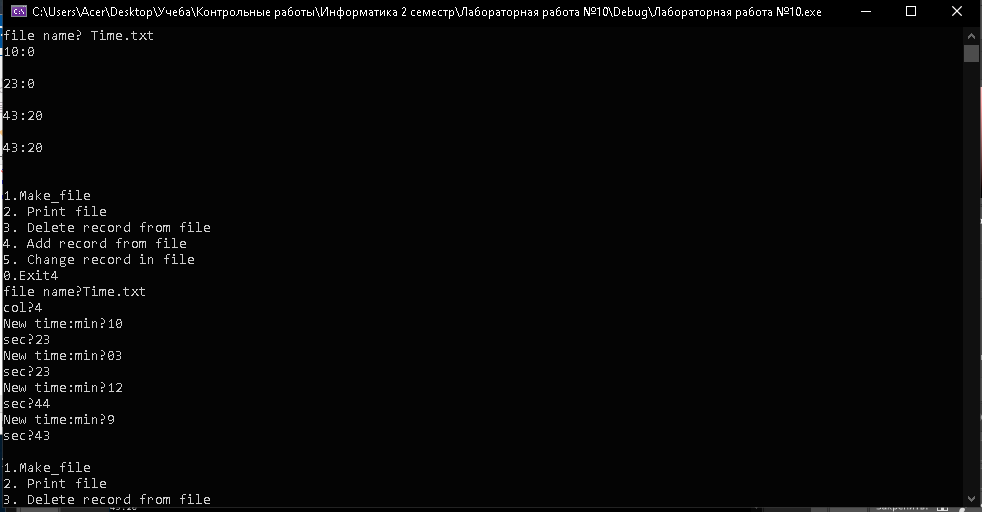 C:\Users\Acer\Desktop\Учеба\Контрольные работы\Информатика 2 семестр\Лабораторная работа №10\Debug\Лабораторная работа №10.exe
file name? Time.txt
10:0
23:0
43:20
43:20
1.Make_file
2. Print file
3. Delete record from file
4. Add record from file
5. Change record in file
0.Exit4
file name?Time.txt
col?4
New time:min?10
sec?23
New time:min?03
sec?23
New time:min?12
sec?44
New time:min?9
sec?43
1.Make_file
2. Print file
3. Delete record from file